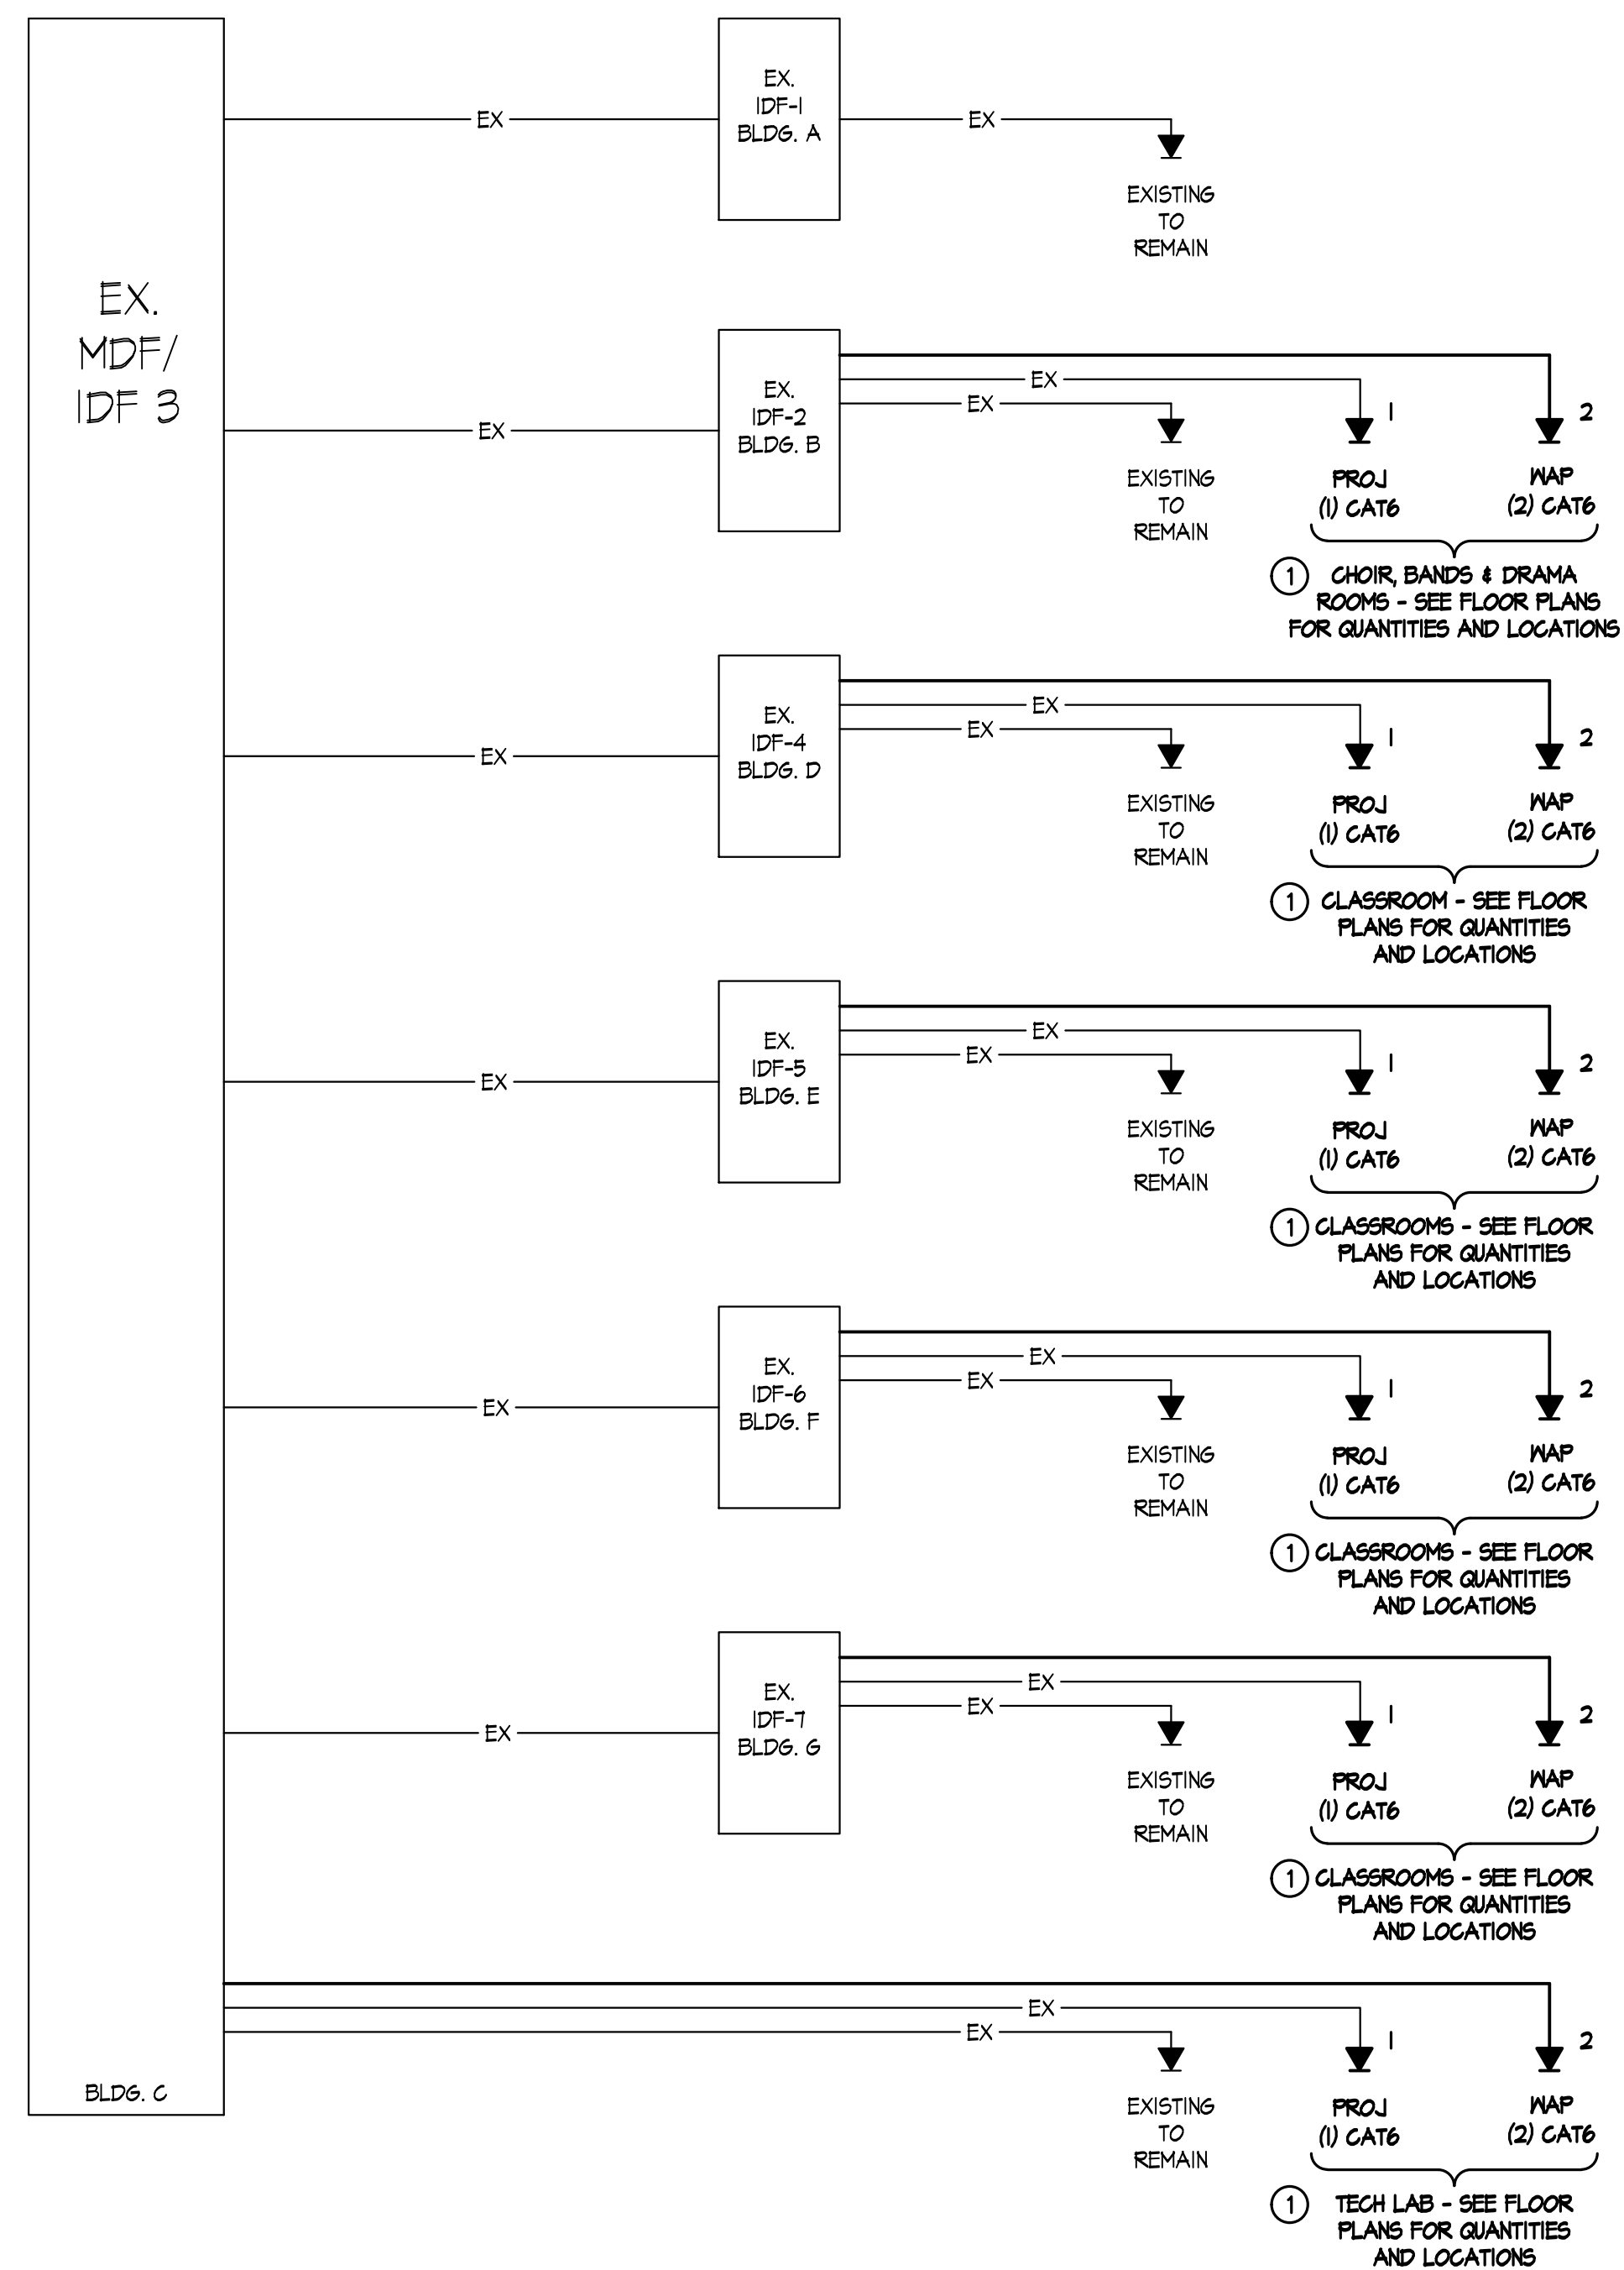 EX.
MDF/
IDF 3
BLDG. C
EX
EX.
IDF-1
BLDG. A
EX
EXISTING
TO
REMAIN
EX
EX.
IDF-2
BLDG. B
EX
EX
EXISTING
TO
REMAIN
1
PROJ
(1) CAT6
2
WAP
(2) CAT6
1
CHOIR, BANDS & DRAMA
ROOMS - SEE FLOOR PLANS
FOR QUANTITIES AND LOCATIONS
EX
EX.
IDF-4
BLDG. D
EX
EX
EXISTING
TO
REMAIN
1
PROJ
(1) CAT6
2
WAP
(2) CAT6
1
CLASSROOM - SEE FLOOR
PLANS FOR QUANTITIES
AND LOCATIONS
EX
EX.
IDF-5
BLDG. E
EX
EX
EXISTING
TO
REMAIN
1
PROJ
(1) CAT6
2
WAP
(2) CAT6
1
CLASSROOMS - SEE FLOOR
PLANS FOR QUANTITIES
AND LOCATIONS
EX
EX.
IDF-6
BLDG. F
EX
EX
EXISTING
TO
REMAIN
1
PROJ
(1) CAT6
2
WAP
(2) CAT6
1
CLASSROOMS - SEE FLOOR
PLANS FOR QUANTITIES
AND LOCATIONS
EX
EX.
IDF-7
BLDG. G
EX
EX
EXISTING
TO
REMAIN
1
PROJ
(1) CAT6
2
WAP
(2) CAT6
1
CLASSROOMS - SEE FLOOR
PLANS FOR QUANTITIES
AND LOCATIONS
EX
EX
EXISTING
TO
REMAIN
1
PROJ
(1) CAT6
2
WAP
(2) CAT6
1
TECH LAB - SEE FLOOR
PLANS FOR QUANTITIES
AND LOCATIONS